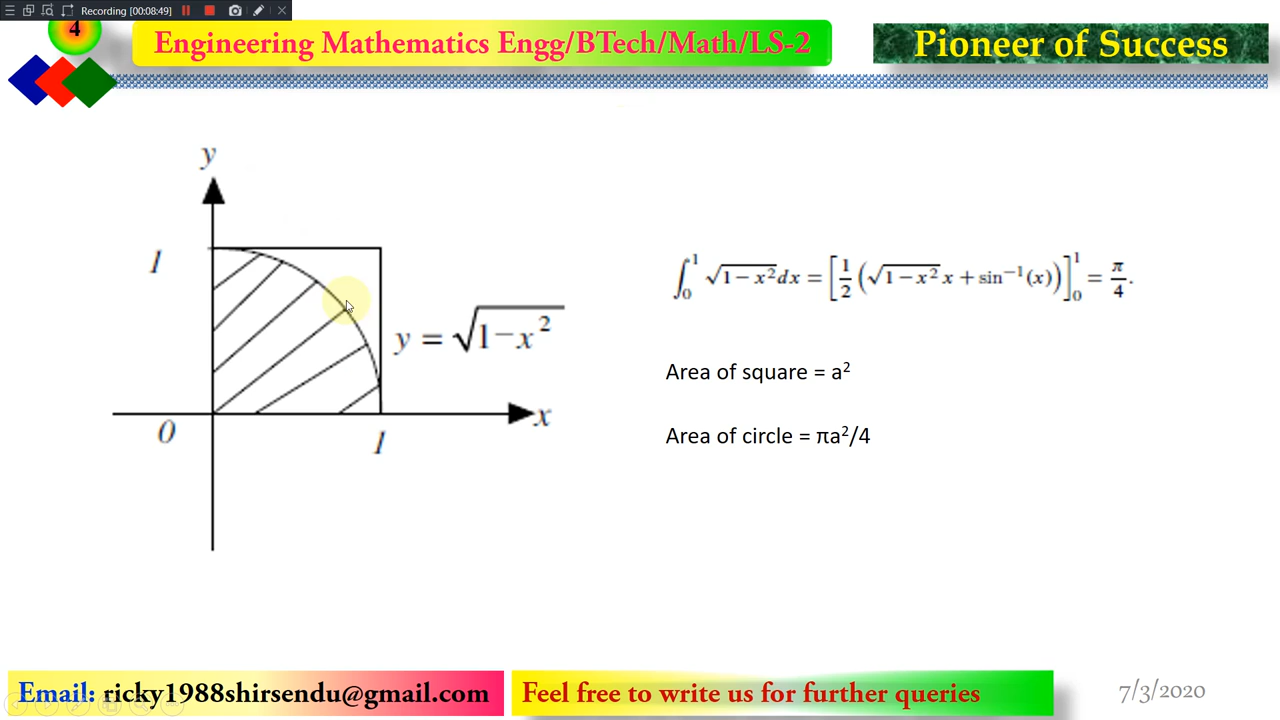 Recording [00:08:49]
4
Engineering Mathematics Engg/BTech/Math/LS-2
Pioneer of Success
y
1
y = √1−x²
0
1
x
∫₀¹ √1 − x² dx = [1/2 (√1 − x² x + sin⁻¹(x))]₀¹ = π/4.
Area of square = a²
Area of circle = πa²/4
Email: ricky1988shirsendu@gmail.com
Feel free to write us for further queries
7/3/2020